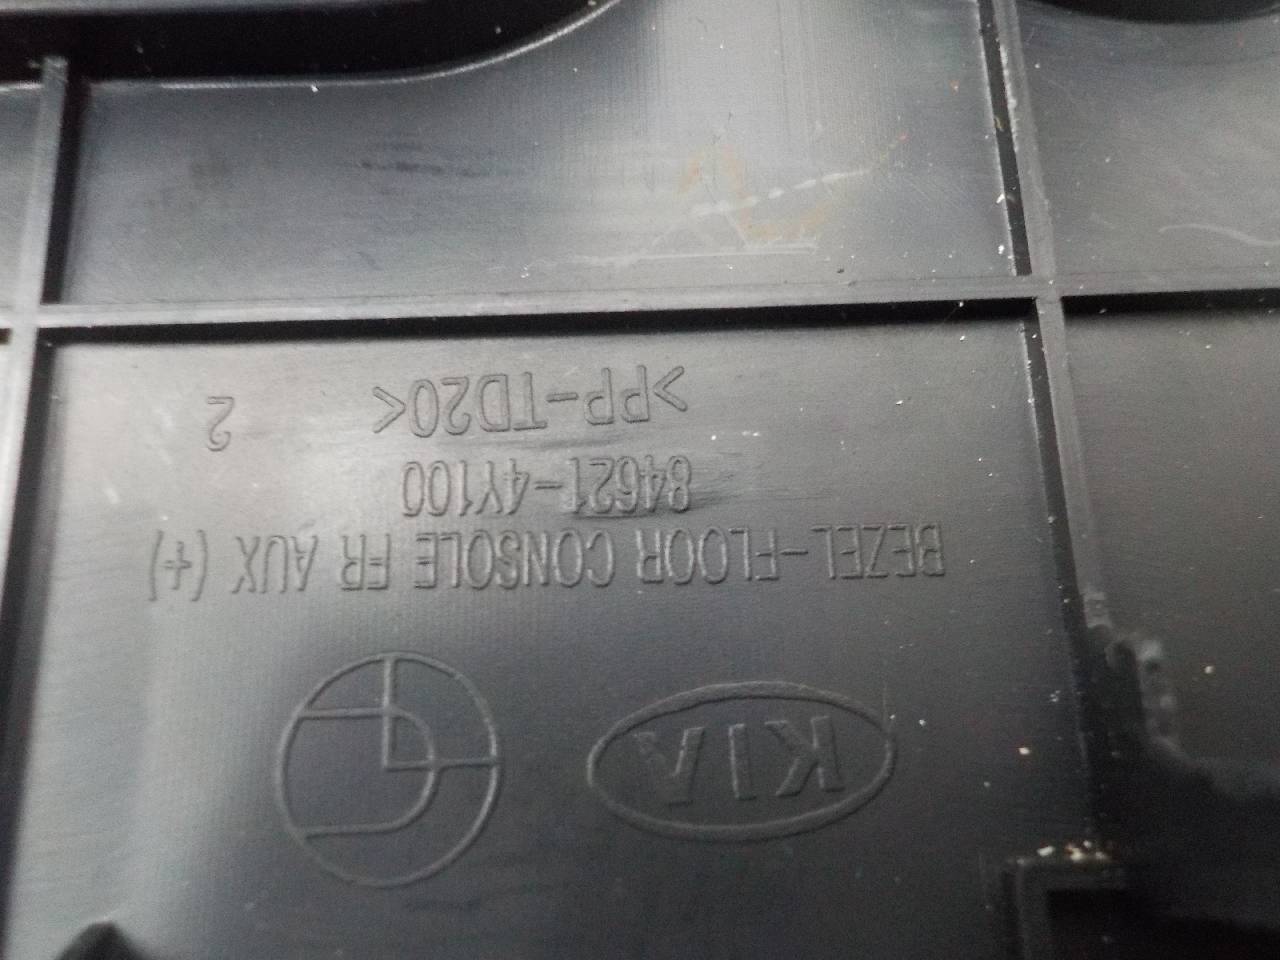 KIA
BEZEL-FLOOR CONSOLE FR AUX (+)
84621-4Y100
>PP-TD20< 2